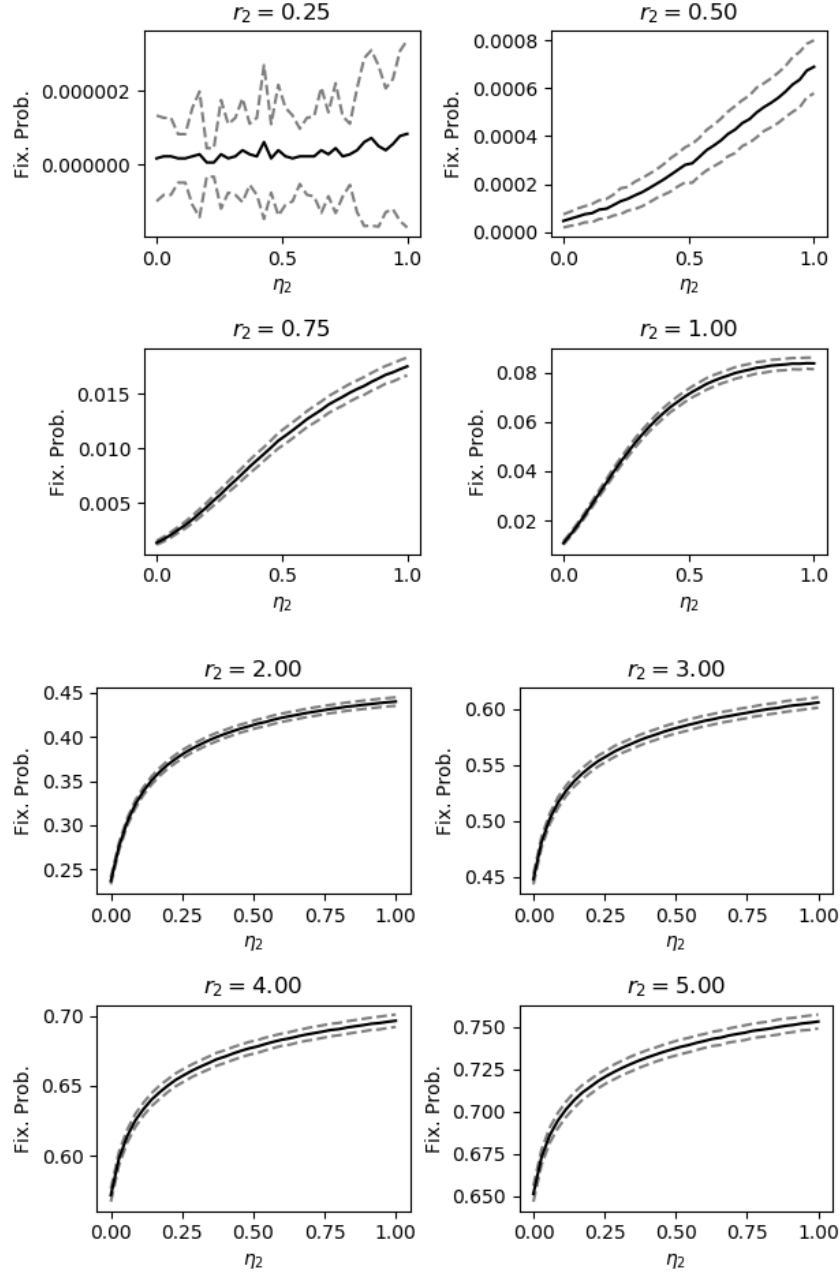 r₂ = 0.25
Fix. Prob.
0.000002
0.000000
0.0 0.5 1.0
η₂
r₂ = 0.50
Fix. Prob.
0.0008
0.0006
0.0004
0.0002
0.0000
0.0 0.5 1.0
η₂
r₂ = 0.75
Fix. Prob.
0.015
0.010
0.005
0.0 0.5 1.0
η₂
r₂ = 1.00
Fix. Prob.
0.08
0.06
0.04
0.02
0.0 0.5 1.0
η₂
r₂ = 2.00
Fix. Prob.
0.45
0.40
0.35
0.30
0.25
0.00 0.25 0.50 0.75 1.00
η₂
r₂ = 3.00
Fix. Prob.
0.60
0.55
0.50
0.45
0.00 0.25 0.50 0.75 1.00
η₂
r₂ = 4.00
Fix. Prob.
0.70
0.65
0.60
0.00 0.25 0.50 0.75 1.00
η₂
r₂ = 5.00
Fix. Prob.
0.750
0.725
0.700
0.675
0.650
0.00 0.25 0.50 0.75 1.00
η₂